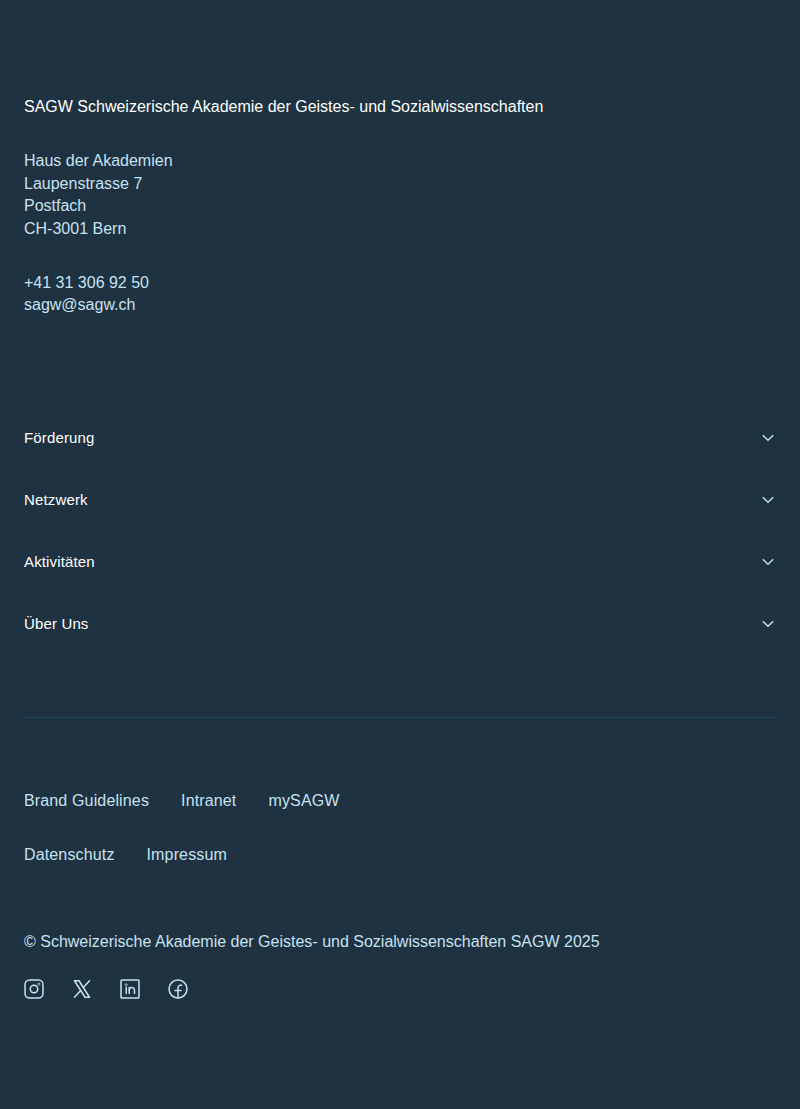 SAGW Schweizerische Akademie der Geistes- und Sozialwissenschaften
Haus der Akademien
Laupenstrasse 7
Postfach
CH-3001 Bern
+41 31 306 92 50
sagw@sagw.ch
Förderung
Netzwerk
Aktivitäten
Über Uns
Brand Guidelines Intranet mySAGW
Datenschutz Impressum
© Schweizerische Akademie der Geistes- und Sozialwissenschaften SAGW 2025